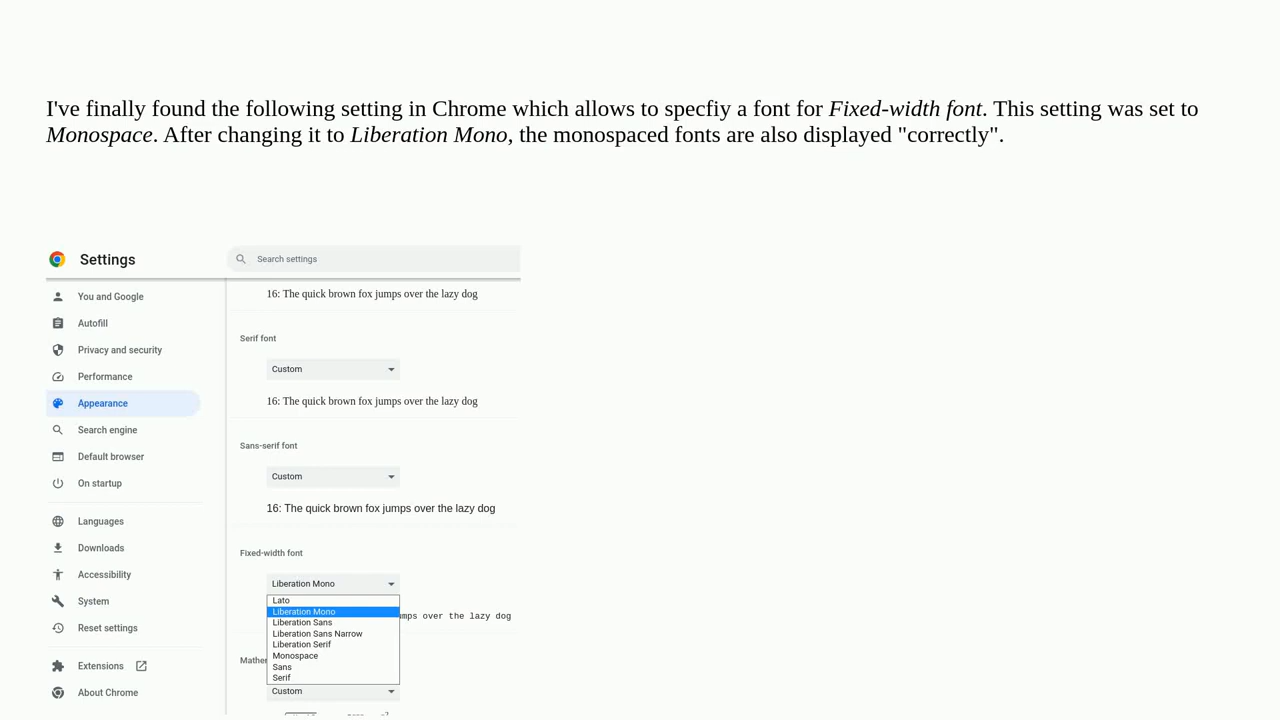 I've finally found the following setting in Chrome which allows to specfiy a font for Fixed-width font. This setting was set to
Monospace. After changing it to Liberation Mono, the monospaced fonts are also displayed "correctly".
Settings
Search settings
You and Google
Autofill
Privacy and security
Performance
Appearance
Search engine
Default browser
On startup
Languages
Downloads
Accessibility
System
Reset settings
Extensions
About Chrome
16: The quick brown fox jumps over the lazy dog
Serif font
Custom
16: The quick brown fox jumps over the lazy dog
Sans-serif font
Custom
16: The quick brown fox jumps over the lazy dog
Fixed-width font
Liberation Mono
Lato
Liberation Mono
Liberation Sans
Liberation Sans Narrow
Liberation Serif
Monospace
Sans
Serif
umps over the lazy dog
Mather
Custom